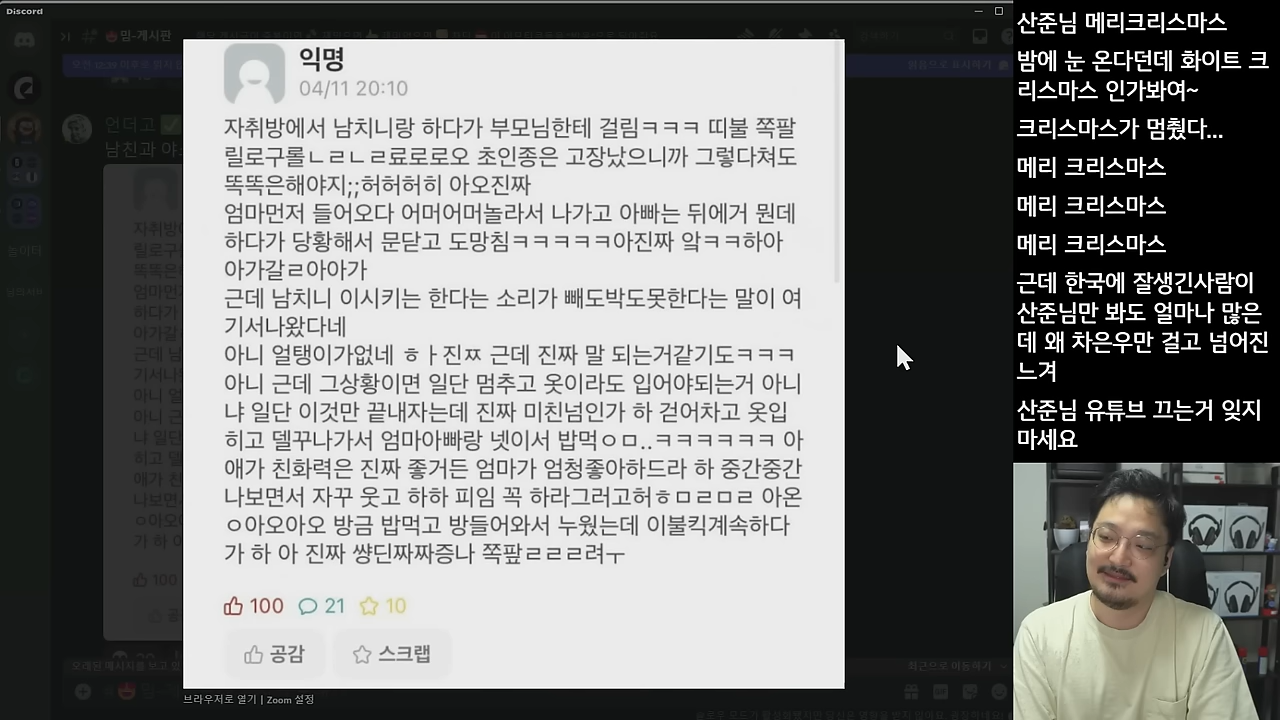 Discord
익명
04/11 20:10
자취방에서 남치니랑 하다가 부모님한테 걸림ㅋㅋㅋ 띠불 쪽팔
릴로구롤ㄴㄹㄴㄹ료로로오 초인종은 고장났으니까 그렇다쳐도
똑똑은해야지;;허허허히 아오진짜
엄마먼저 들어오다 어머어머놀라서 나가고 아빠는 뒤에거 뭔데
하다가 당황해서 문닫고 도망침ㅋㅋㅋㅋㅋ아진짜 앜ㅋㅋ하아
아가갈ㄹ아아가
근데 남치니 이시키는 한다는 소리가 빼도박도못한다는 말이 여
기서나왔다네
아니 얼탱이가없네 ㅎㅏ진ㅉ 근데 진짜 말 되는거같기도ㅋㅋㅋ
아니 근데 그상황이면 일단 멈추고 옷이라도 입어야되는거 아니
냐 일단 이것만 끝내자는데 진짜 미친넘인가 하 걷어차고 옷입
히고 델꾸나가서 엄마아빠랑 넷이서 밥먹ㅇㅁ..ㅋㅋㅋㅋㅋㅋ 아
애가 친화력은 진짜 좋거든 엄마가 엄청좋아하드라 하 중간중간
나보면서 자꾸 웃고 하하 피임 꼭 하라그러고허ㅎㅁㄹㅁㄹ 아온
ㅇ아오아오 방금 밥먹고 방들어와서 누웠는데 이불킥계속하다
가 하 아 진짜 썅딘짜짜증나 쪽팦ㄹㄹㄹ려ㅜ
100 21 10
공감 스크랩
브라우저로 열기 | Zoom 설정
산준님 메리크리스마스
밤에 눈 온다던데 화이트 크
리스마스 인가봐여~
크리스마스가 멈췄다...
메리 크리스마스
메리 크리스마스
메리 크리스마스
근데 한국에 잘생긴사람이
산준님만 봐도 얼마나 많은
데 왜 차은우만 걸고 넘어진
느겨
산준님 유튜브 끄는거 잊지
마세요